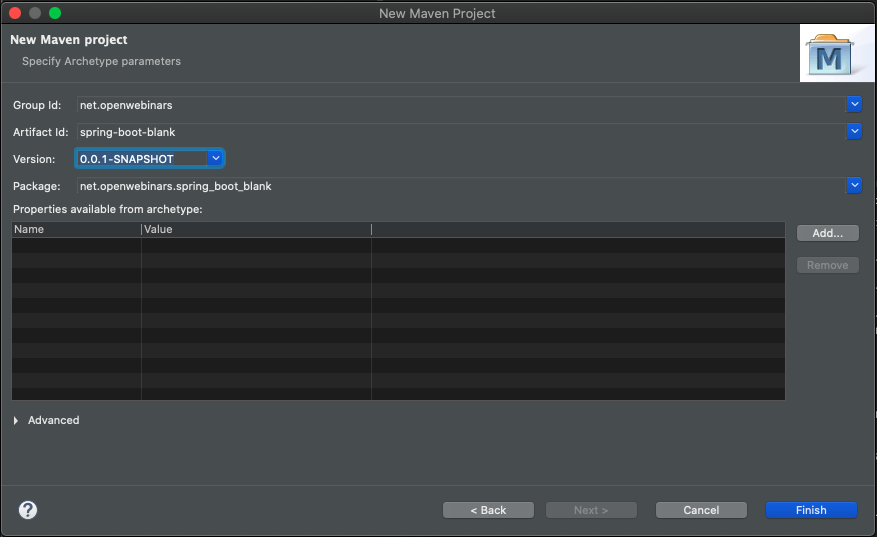 New Maven Project
New Maven project
Specify Archetype parameters
M
Group Id: net.openwebinars
Artifact Id: spring-boot-blank
Version: 0.0.1-SNAPSHOT
Package: net.openwebinars.spring_boot_blank
Properties available from archetype:
Name Value
Add...
Remove
Advanced
? < Back Next > Cancel Finish